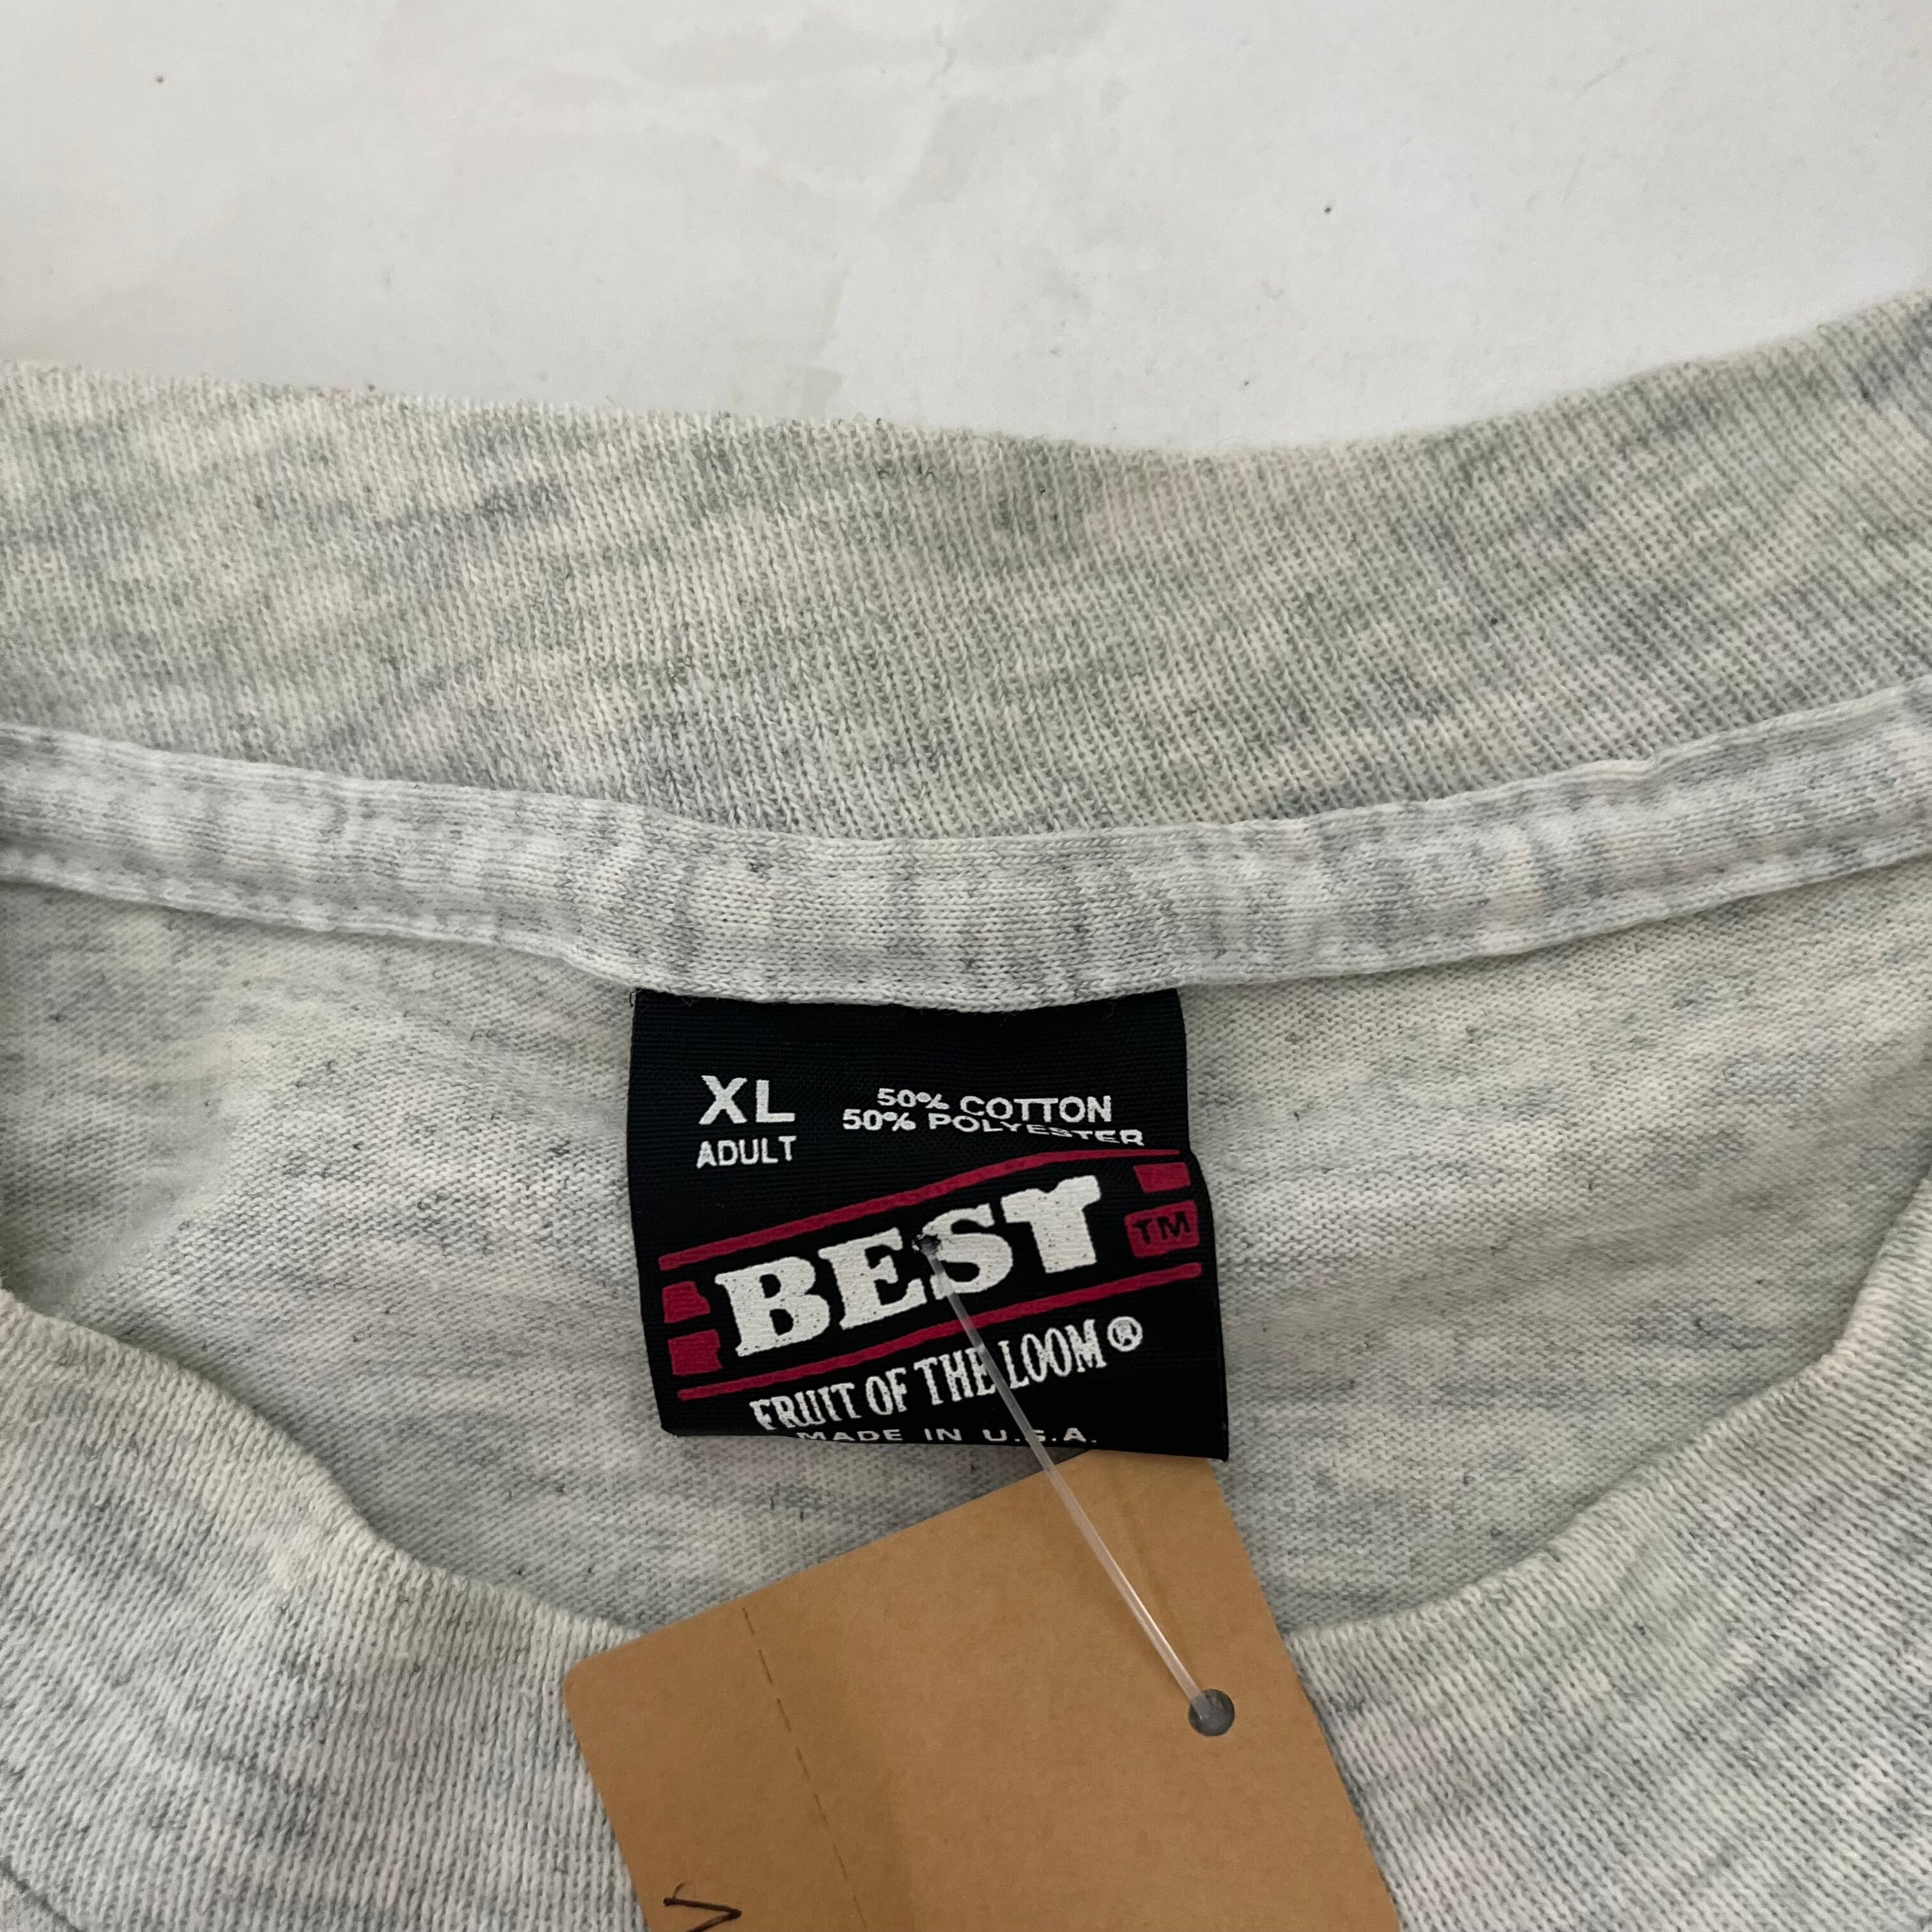 XL
ADULT
50% COTTON
50% POLYESTER
BEST
TM
FRUIT OF THE LOOM®
MADE IN U.S.A.